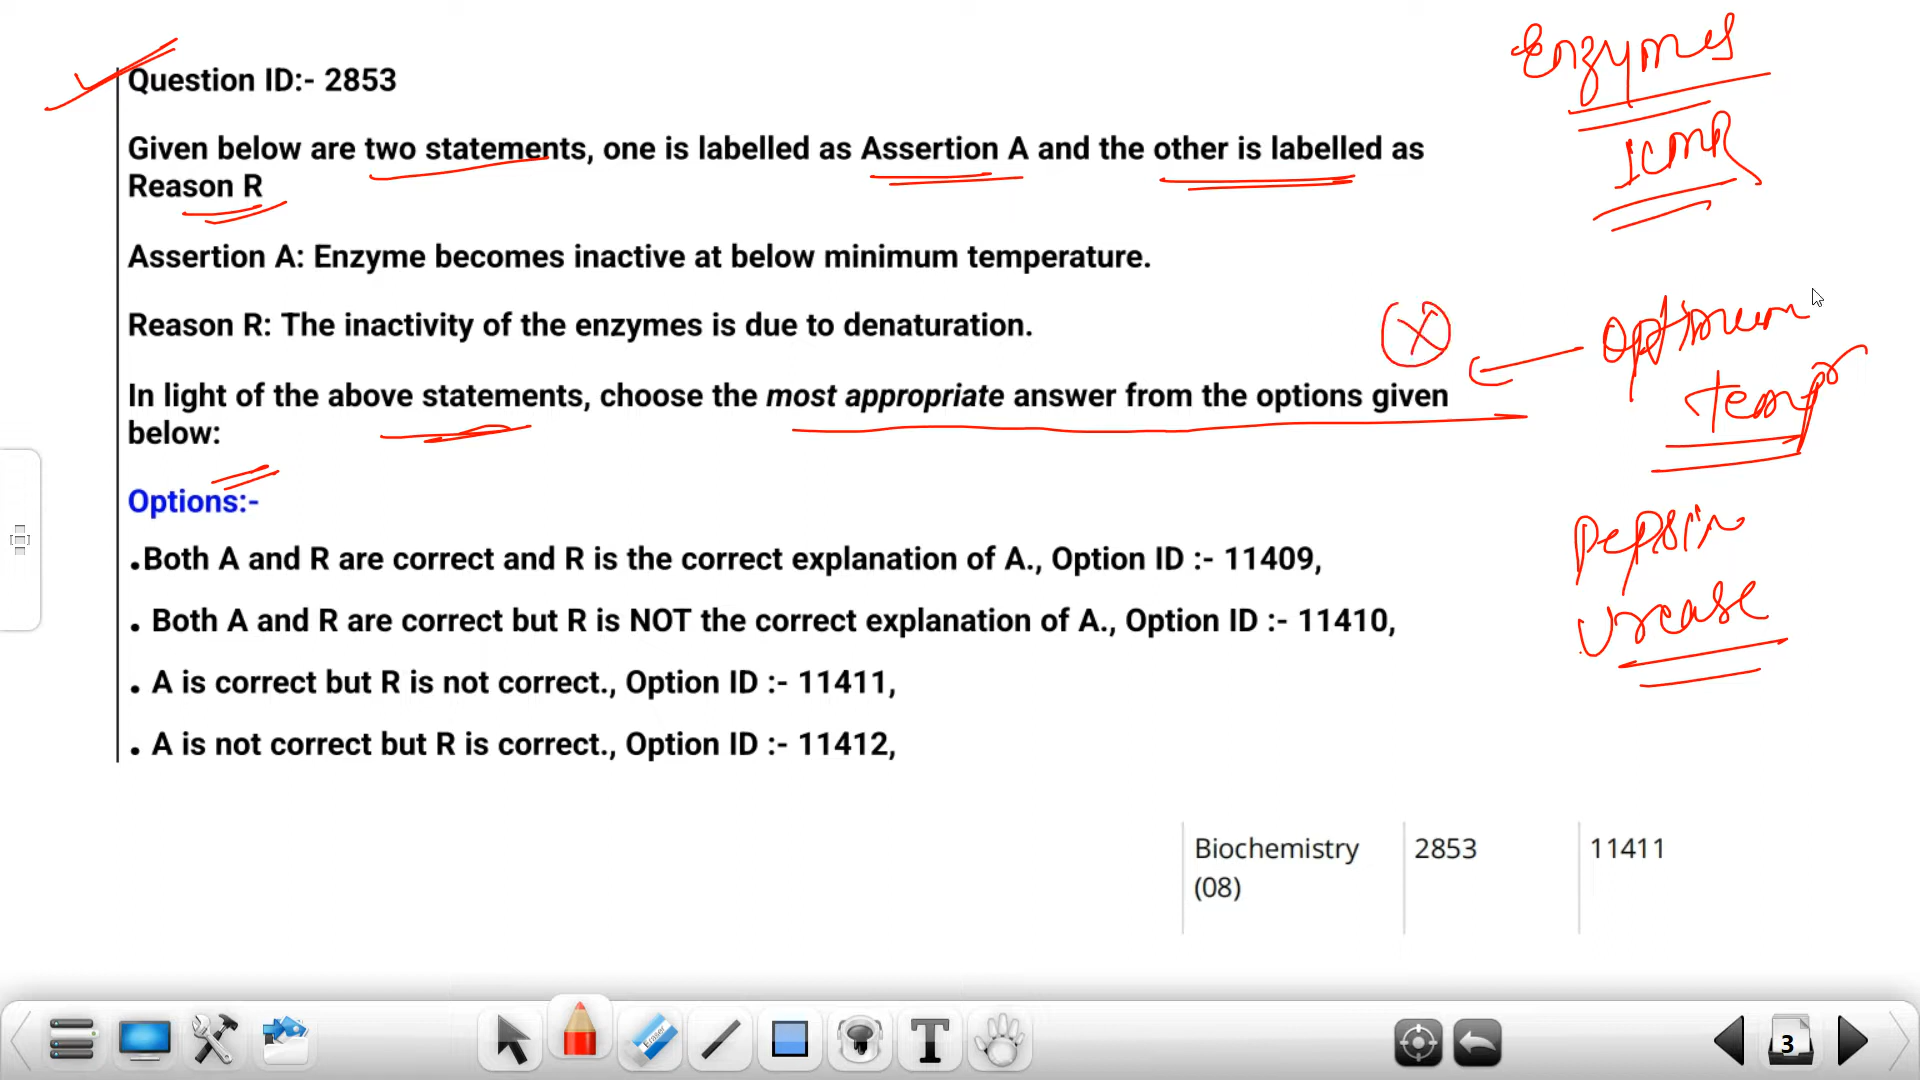 Question ID:- 2853
Given below are two statements, one is labelled as Assertion A and the other is labelled as
Reason R
Assertion A: Enzyme becomes inactive at below minimum temperature.
Reason R: The inactivity of the enzymes is due to denaturation.
In light of the above statements, choose the most appropriate answer from the options given
below:
Options:-
.Both A and R are correct and R is the correct explanation of A., Option ID :- 11409,
. Both A and R are correct but R is NOT the correct explanation of A., Option ID :- 11410,
. A is correct but R is not correct., Option ID :- 11411,
. A is not correct but R is correct., Option ID :- 11412,
Enzymes
ICMR
Optimum
tempr
Pepsin
Urease
Biochemistry 2853 11411
(08)
Eraser
T
3